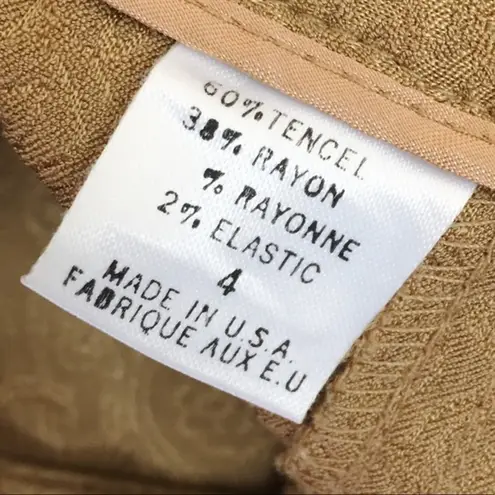 60% TENCEL
38% RAYON
% RAYONNE
2% ELASTIC
4
MADE IN U.S.A.
FABRIQUE AUX E.U